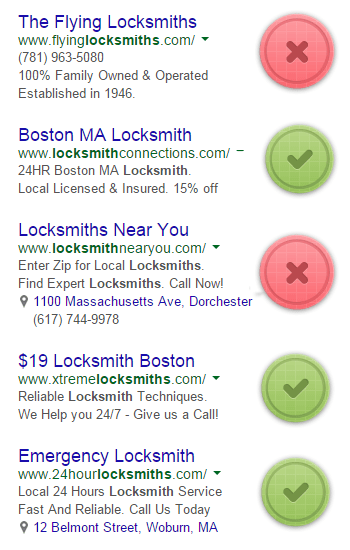 The Flying Locksmiths
www.flyinglocksmiths.com/
(781) 963-5080
100% Family Owned & Operated
Established in 1946.
Boston MA Locksmith
www.locksmithconnections.com/
24HR Boston MA Locksmith.
Local Licensed & Insured. 15% off
Locksmiths Near You
www.locksmithnearyou.com/
Enter Zip for Local Locksmiths.
Find Expert Locksmiths. Call Now!
1100 Massachusetts Ave, Dorchester
(617) 744-9978
$19 Locksmith Boston
www.xtremelocksmiths.com/
Reliable Locksmith Techniques.
We Help you 24/7 - Give us a Call!
Emergency Locksmith
www.24hourlocksmiths.com/
Local 24 Hours Locksmith Service
Fast And Reliable. Call Us Today
12 Belmont Street, Woburn, MA